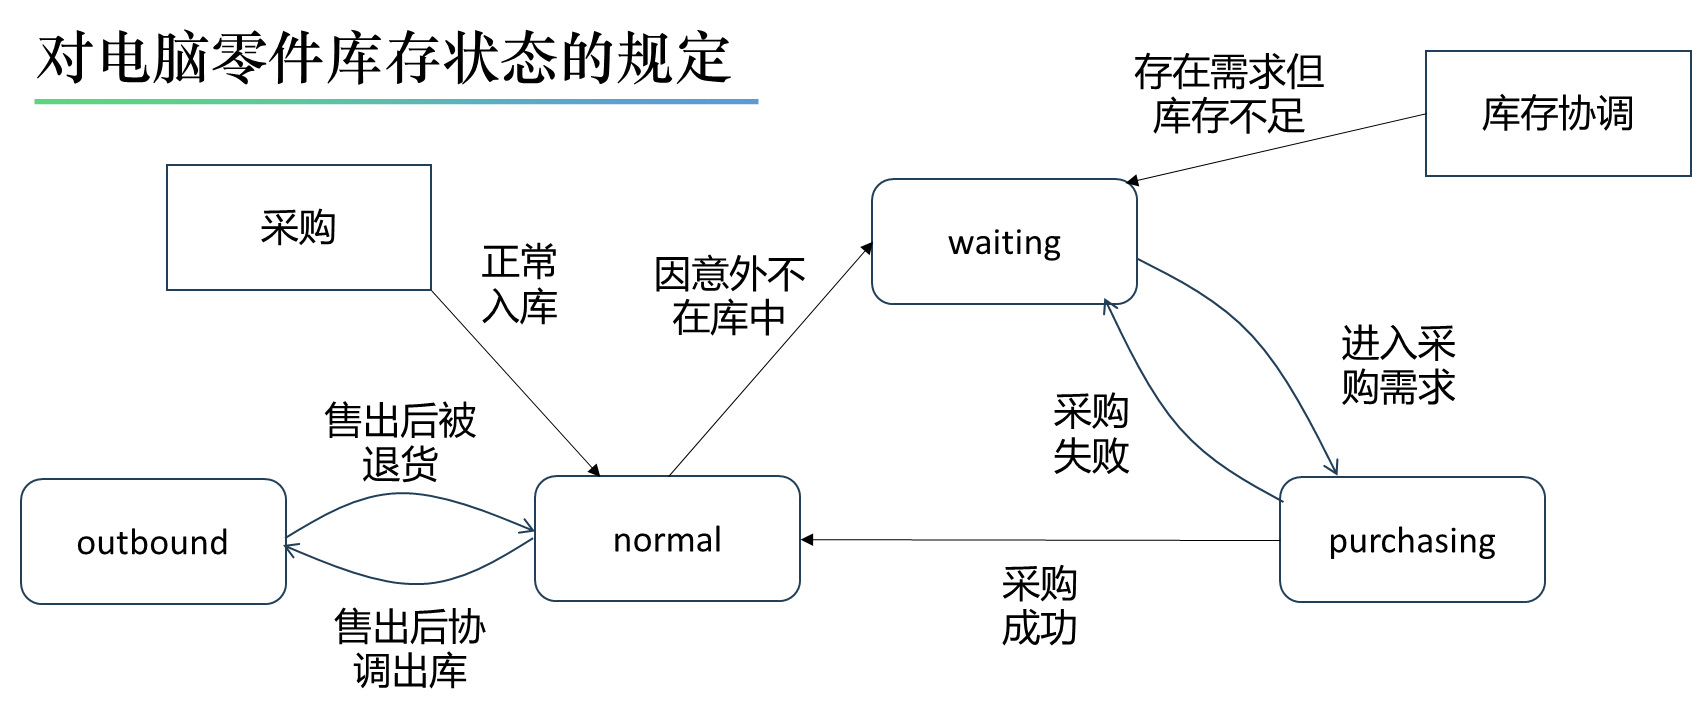 对电脑零件库存状态的规定
存在需求但
库存不足
库存协调
采购
正常
入库
因意外不
在库中
waiting
进入采
购需求
采购
失败
售出后被
退货
outbound
normal
purchasing
采购
成功
售出后协
调出库